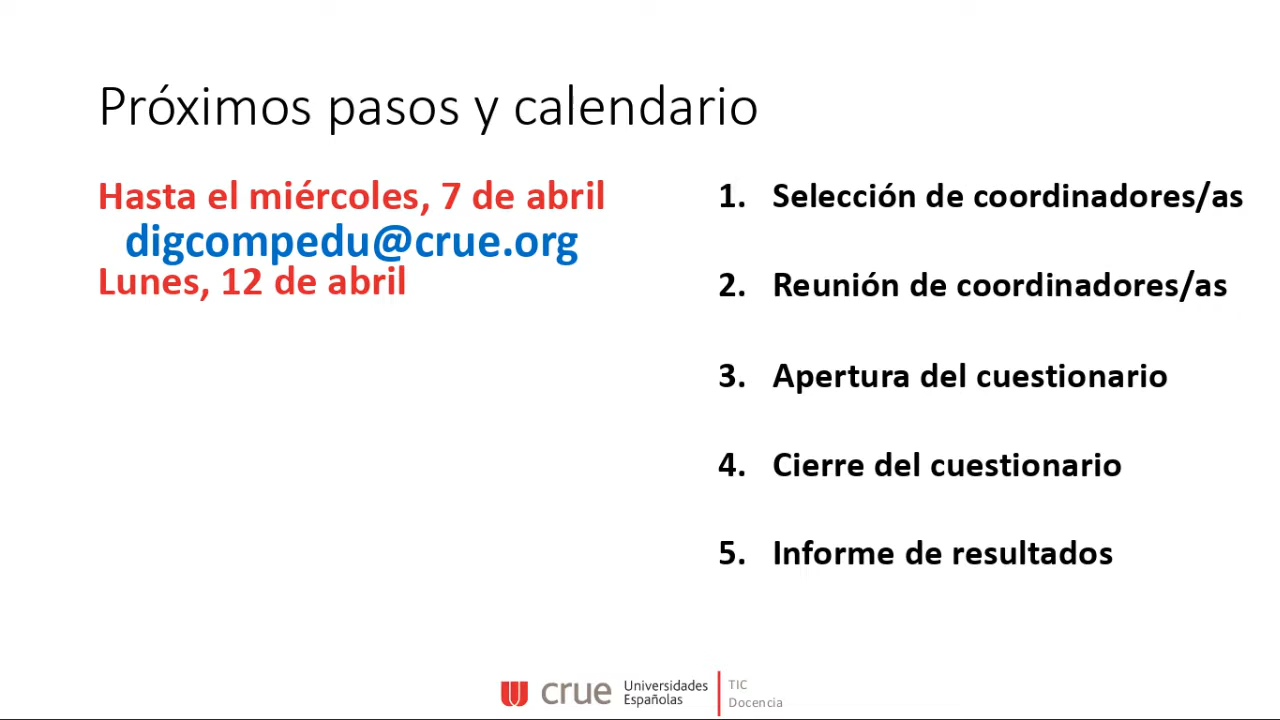 Próximos pasos y calendario
Hasta el miércoles, 7 de abril
digcompedu@crue.org
Lunes, 12 de abril
1. Selección de coordinadores/as
2. Reunión de coordinadores/as
3. Apertura del cuestionario
4. Cierre del cuestionario
5. Informe de resultados
crue
Universidades
Españolas
TIC
Docencia